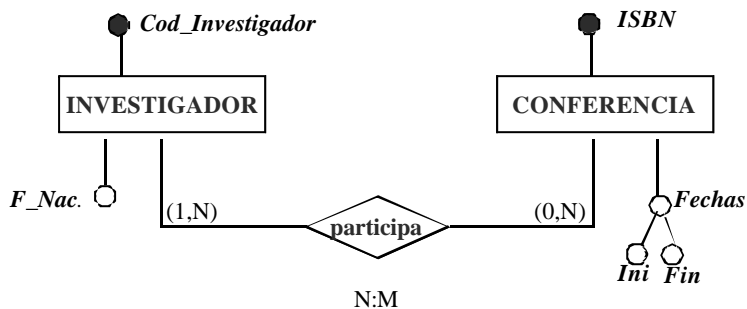 Cod_Investigador
ISBN
INVESTIGADOR
CONFERENCIA
F_Nac.
Fechas
(1,N)
participa
(0,N)
Ini
Fin
N:M